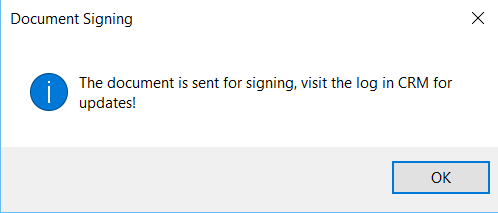 Document Signing
The document is sent for signing, visit the log in CRM for
updates!
OK